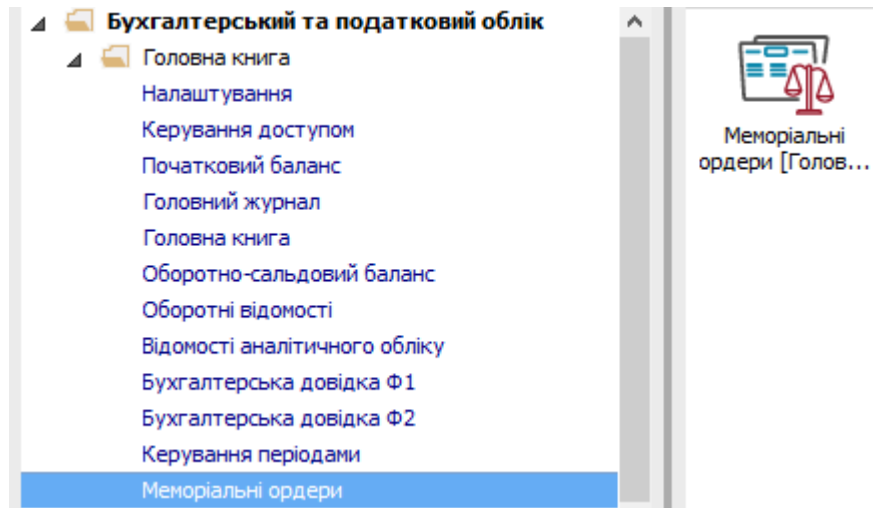 Бухгалтерський та податковий облік
Головна книга
Налаштування
Керування доступом
Початковий баланс
Головний журнал
Головна книга
Оборотно-сальдовий баланс
Оборотні відомості
Відомості аналітичного обліку
Бухгалтерська довідка Ф1
Бухгалтерська довідка Ф2
Керування періодами
Меморіальні ордери
Меморіальні
ордери [Голов...